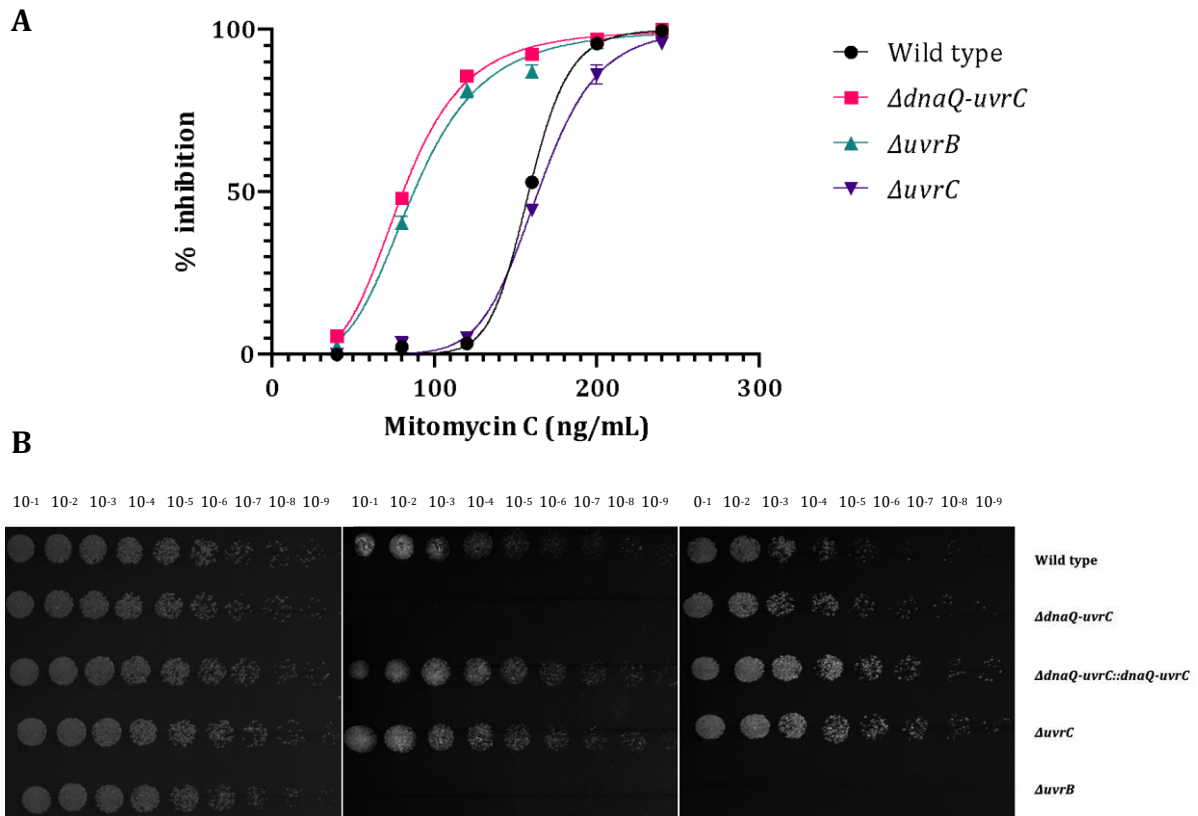 A
% inhibition
100
50
0
0 100 200 300
Mitomycin C (ng/mL)
Wild type
ΔdnaQ-uvrC
ΔuvrB
ΔuvrC
B
10-1 10-2 10-3 10-4 10-5 10-6 10-7 10-8 10-9 10-1 10-2 10-3 10-4 10-5 10-6 10-7 10-8 10-9 0-1 10-2 10-3 10-4 10-5 10-6 10-7 10-8 10-9
Wild type
ΔdnaQ-uvrC
ΔdnaQ-uvrC::dnaQ-uvrC
ΔuvrC
ΔuvrB